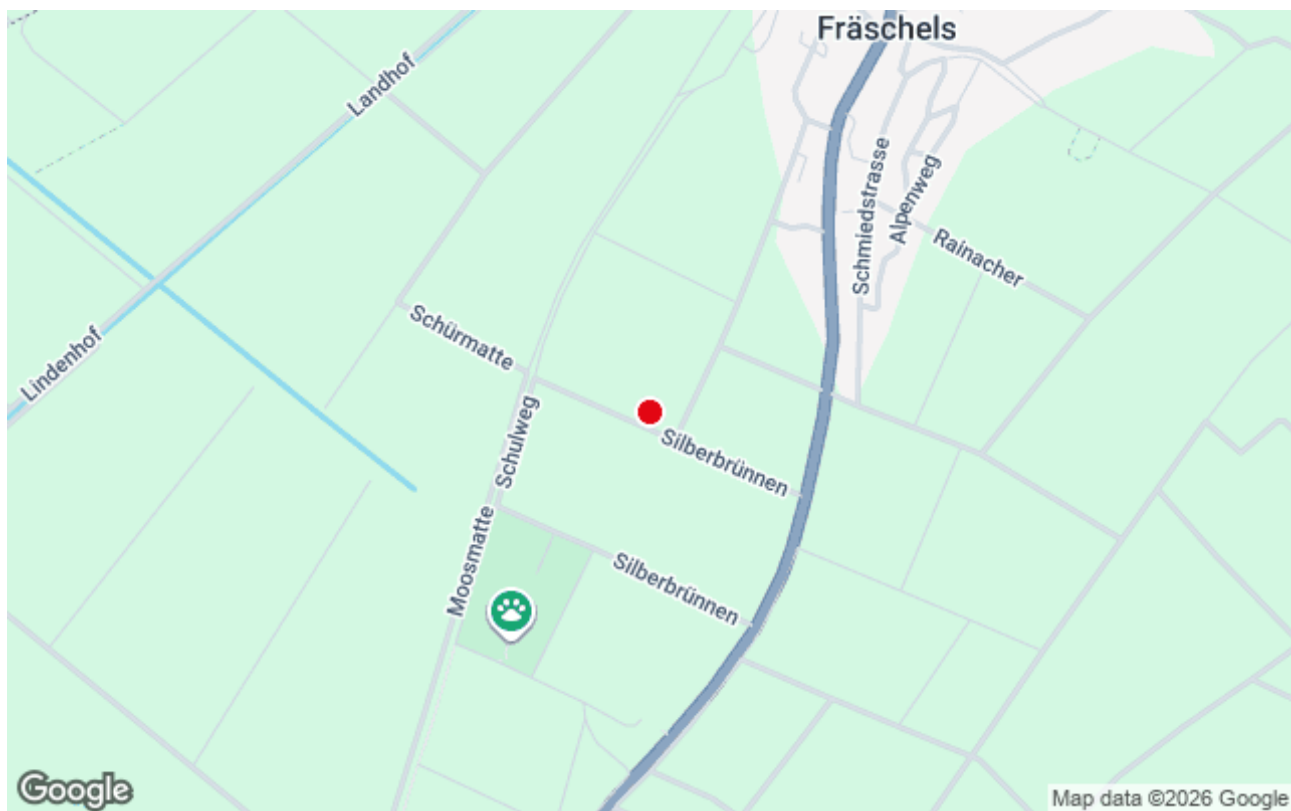 Fräschels
Landhof
Schmiedstrasse
Alpenweg
Rainacher
Lindenhof
Schürmatte
Schulweg
Silberbrünnen
Moosmatte
Silberbrünnen
Google
Map data ©2026 Google